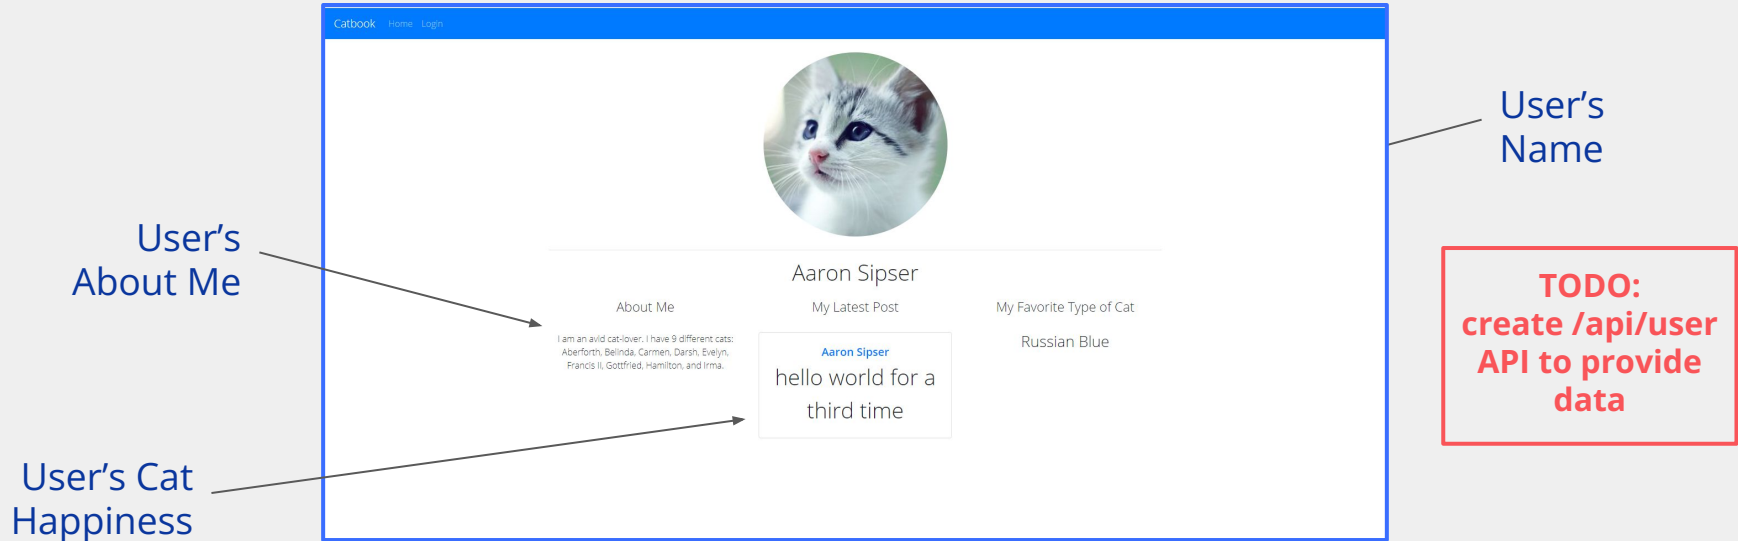 Catbook Home Login
User's
Name
User's
About Me
Aaron Sipser
About Me
I am an avid cat-lover. I have 9 different cats:
Aberforth, Belinda, Carmen, Darsh, Evelyn,
Francis II, Gottfried, Hamilton, and Irma.
My Latest Post
Aaron Sipser
hello world for a
third time
My Favorite Type of Cat
Russian Blue
TODO:
create /api/user
API to provide
data
User's Cat
Happiness